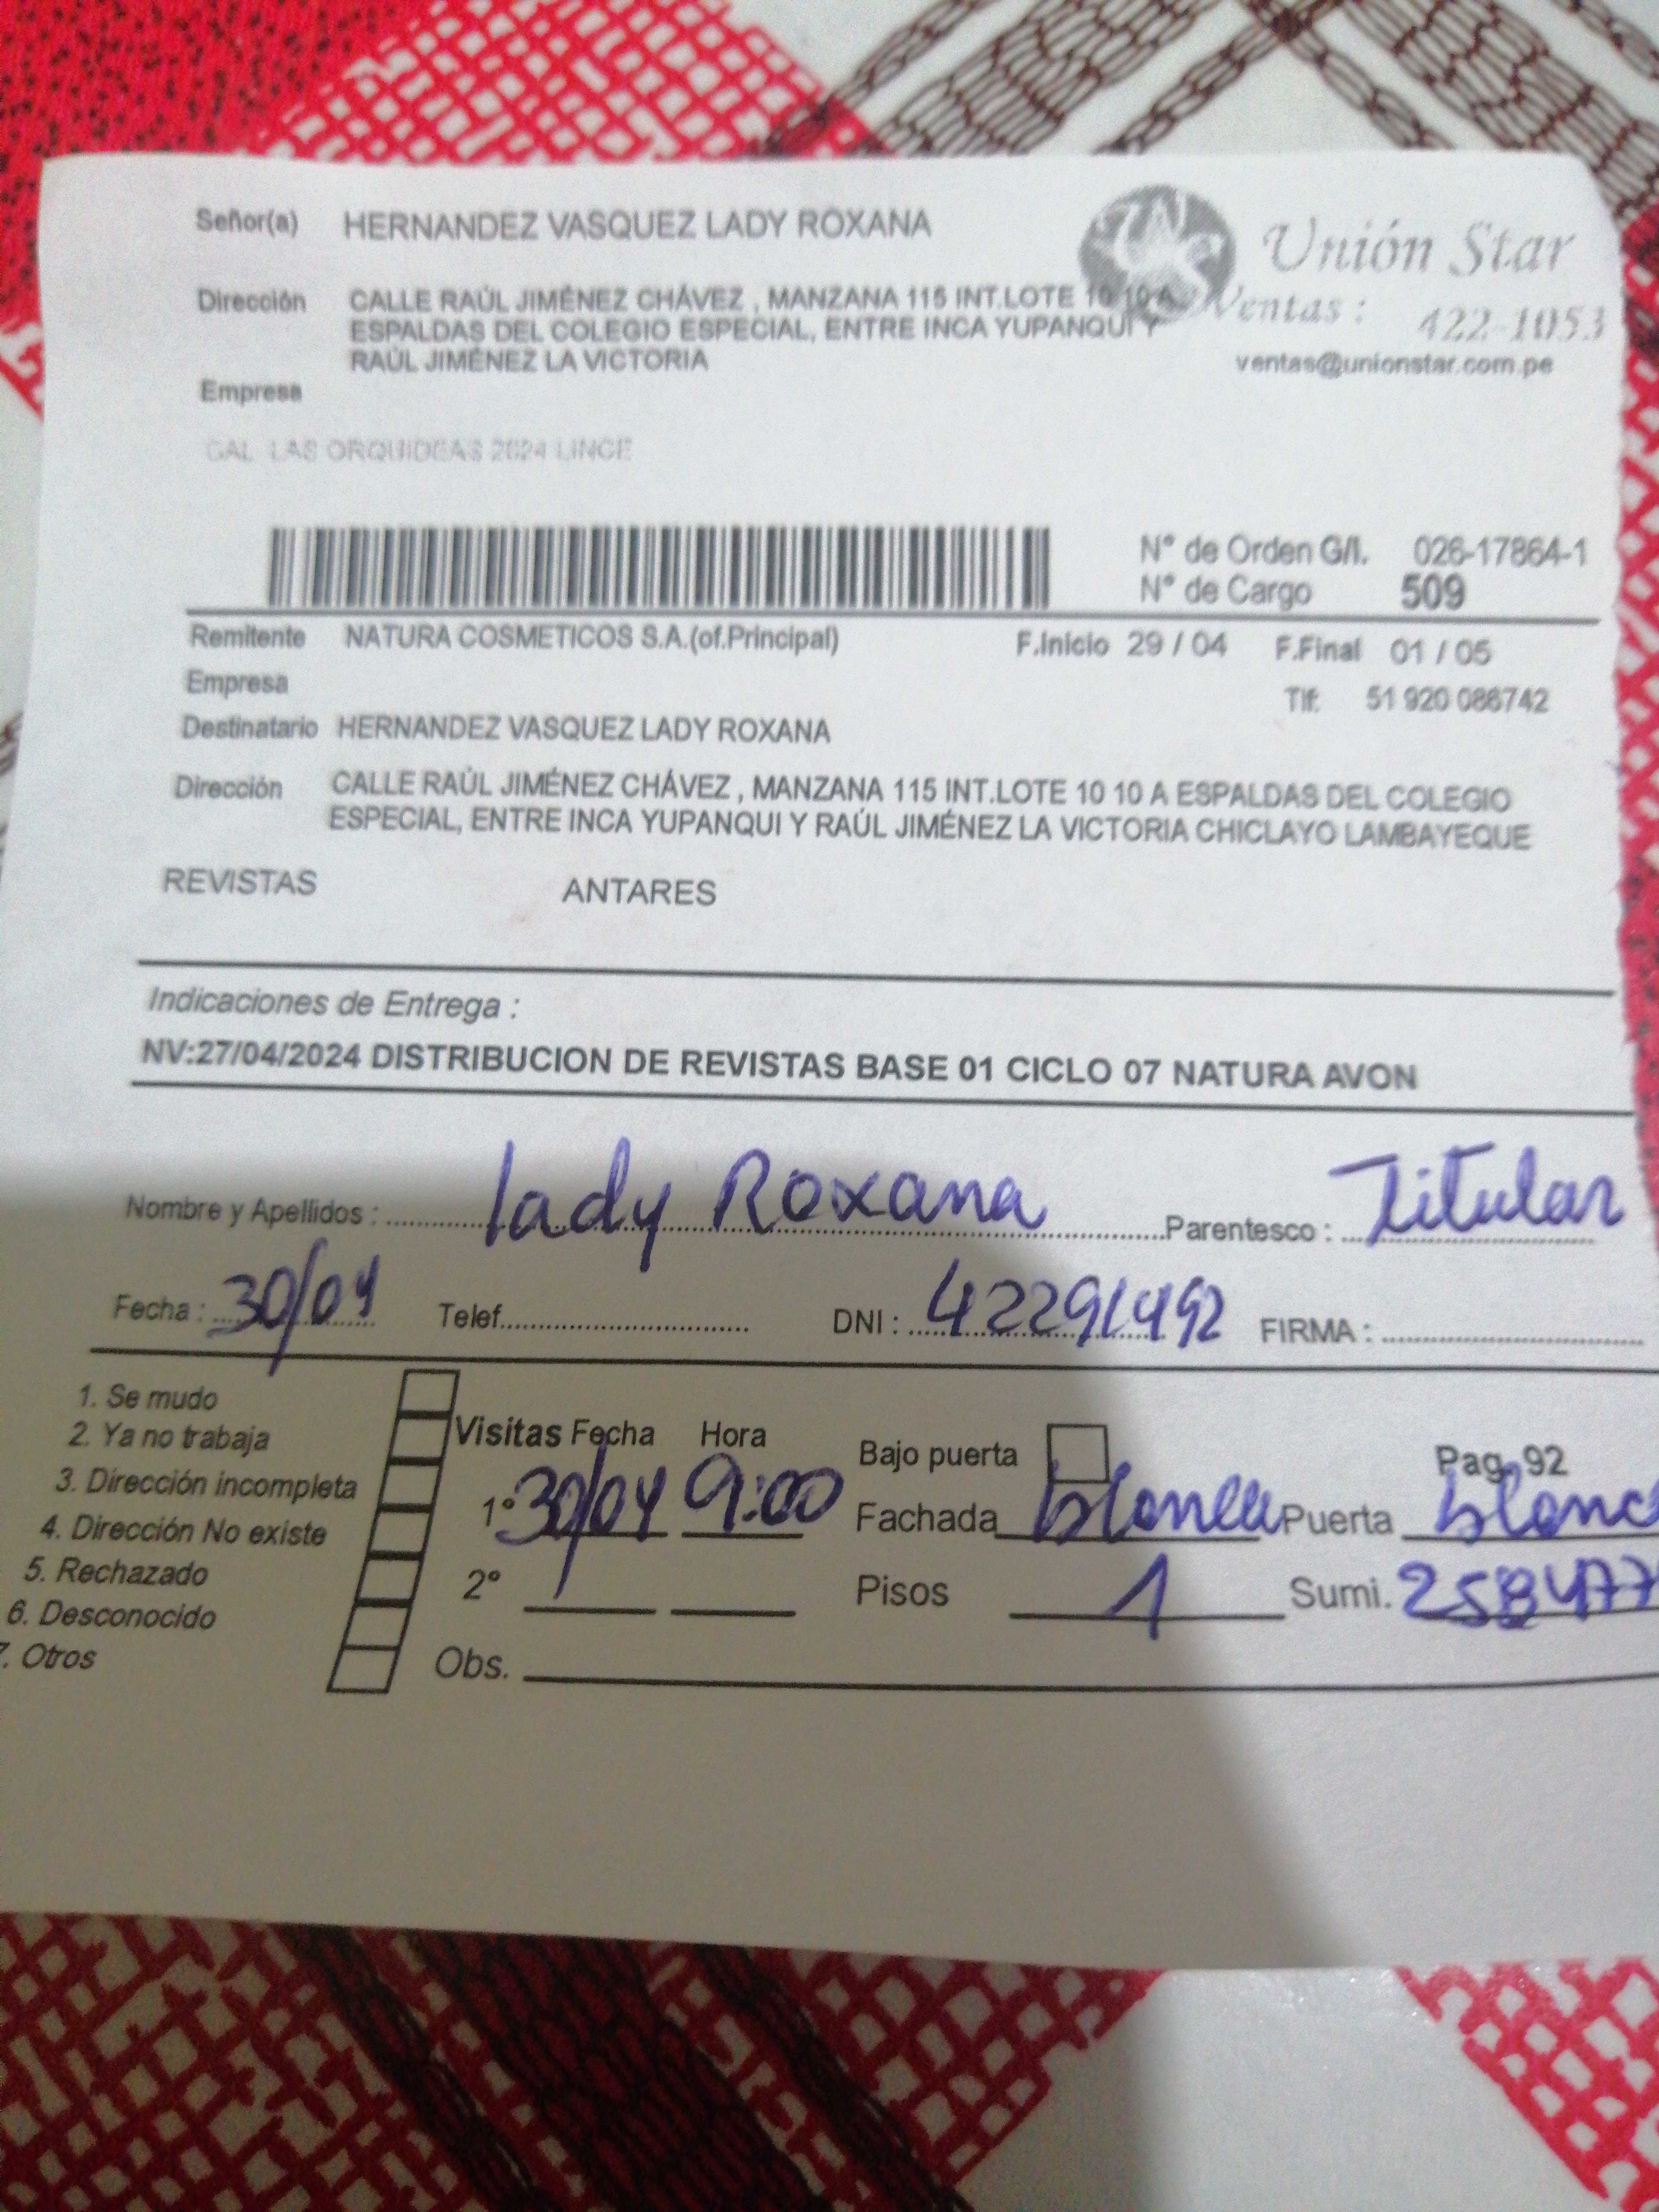 Señor(a) HERNANDEZ VASQUEZ LADY ROXANA
Unión Star
Dirección CALLE RAÚL JIMÉNEZ CHÁVEZ , MANZANA 115 INT.LOTE 10 10 A
ESPALDAS DEL COLEGIO ESPECIAL, ENTRE INCA YUPANQUI Y
RAÚL JIMÉNEZ LA VICTORIA
Ventas : 422-1053
ventas@unionstar.com.pe
Empresa
CAL LAS ORQUIDEAS 2624 LINCE
N° de Orden G/I. 026-17864-1
N° de Cargo 509
Remitente NATURA COSMETICOS S.A.(of.Principal) F.Inicio 29 / 04 F.Final 01 / 05
Empresa Tlf: 51 920 086742
Destinatario HERNANDEZ VASQUEZ LADY ROXANA
Dirección CALLE RAÚL JIMÉNEZ CHÁVEZ , MANZANA 115 INT.LOTE 10 10 A ESPALDAS DEL COLEGIO
ESPECIAL, ENTRE INCA YUPANQUI Y RAÚL JIMÉNEZ LA VICTORIA CHICLAYO LAMBAYEQUE
REVISTAS ANTARES
Indicaciones de Entrega :
NV:27/04/2024 DISTRIBUCION DE REVISTAS BASE 01 CICLO 07 NATURA AVON
Nombre y Apellidos : lady Roxana Parentesco : Titular
Fecha : 30/04 Telef. DNI : 42291492 FIRMA :
1. Se mudo
2. Ya no trabaja
3. Dirección incompleta
4. Dirección No existe
5. Rechazado
6. Desconocido
7. Otros
Visitas Fecha Hora
1° 30/04 9:00
2°
Obs.
Bajo puerta Pag. 92
Fachada blanca Puerta blanc
Pisos 1 Sumi.